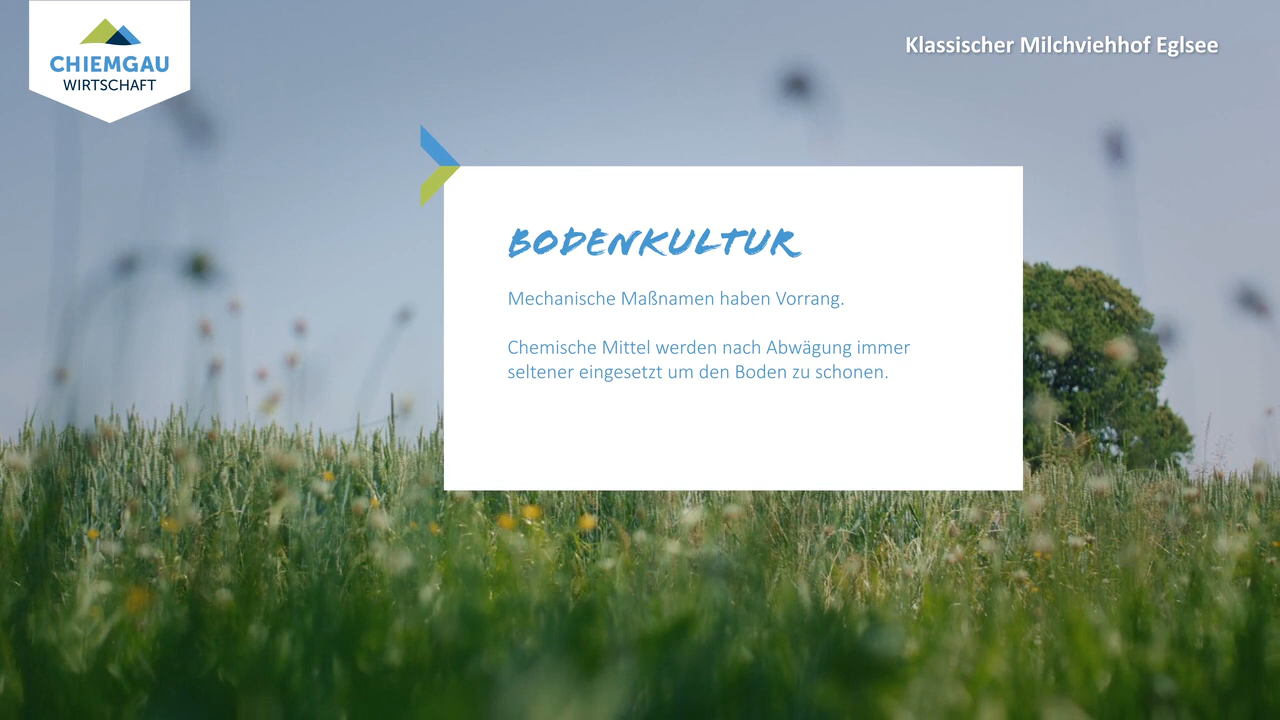 CHIEMGAU
WIRTSCHAFT
Klassischer Milchviehhof Eglsee
BODENKULTUR
Mechanische Maßnamen haben Vorrang.
Chemische Mittel werden nach Abwägung immer
seltener eingesetzt um den Boden zu schonen.